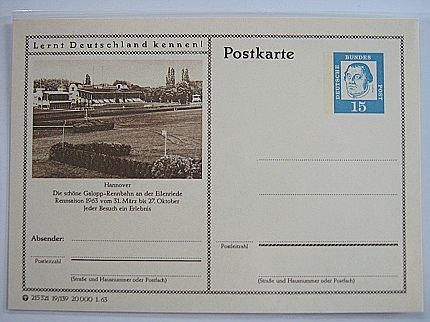 Lernt Deutschland kennen!
Hannover
Die schöne Galopp-Rennbahn an der Eilenriede
Rennsaison 1963 vom 31. März bis 27. Oktober
Jeder Besuch ein Erlebnis
Absender:
Postleitzahl
(Straße und Hausnummer oder Postfach)
215 321 19/139 20 000 1. 63
Postkarte
DEUTSCHE
BUNDES
POST
15
Postleitzahl
(Straße und Hausnummer oder Postfach)